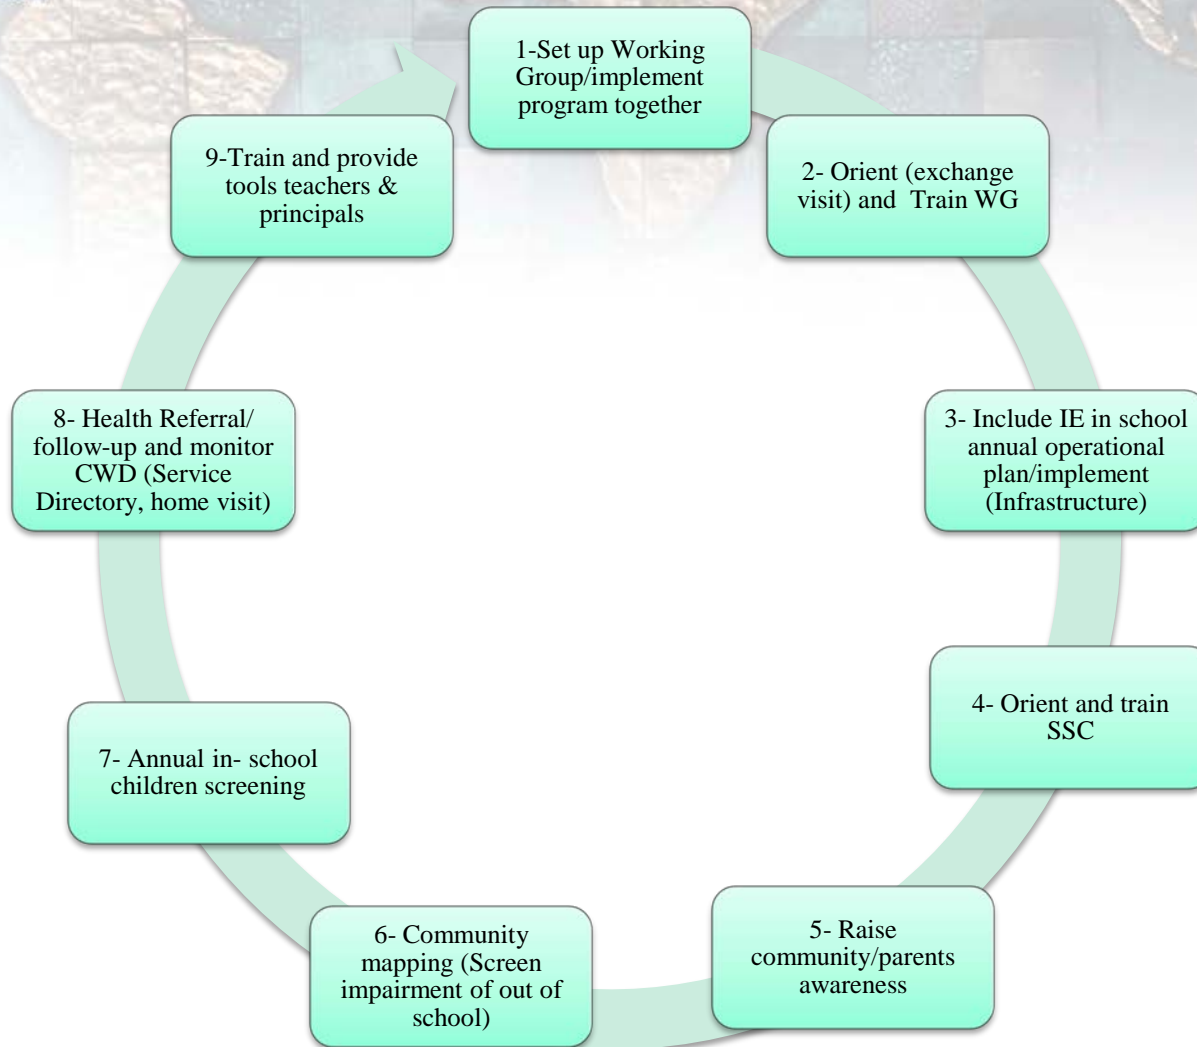 1-Set up Working
Group/implement
program together
2- Orient (exchange
visit) and Train WG
3- Include IE in school
annual operational
plan/implement
(Infrastructure)
4- Orient and train
SSC
5- Raise
community/parents
awareness
6- Community
mapping (Screen
impairment of out of
school)
7- Annual in- school
children screening
8- Health Referral/
follow-up and monitor
CWD (Service
Directory, home visit)
9-Train and provide
tools teachers &
principals